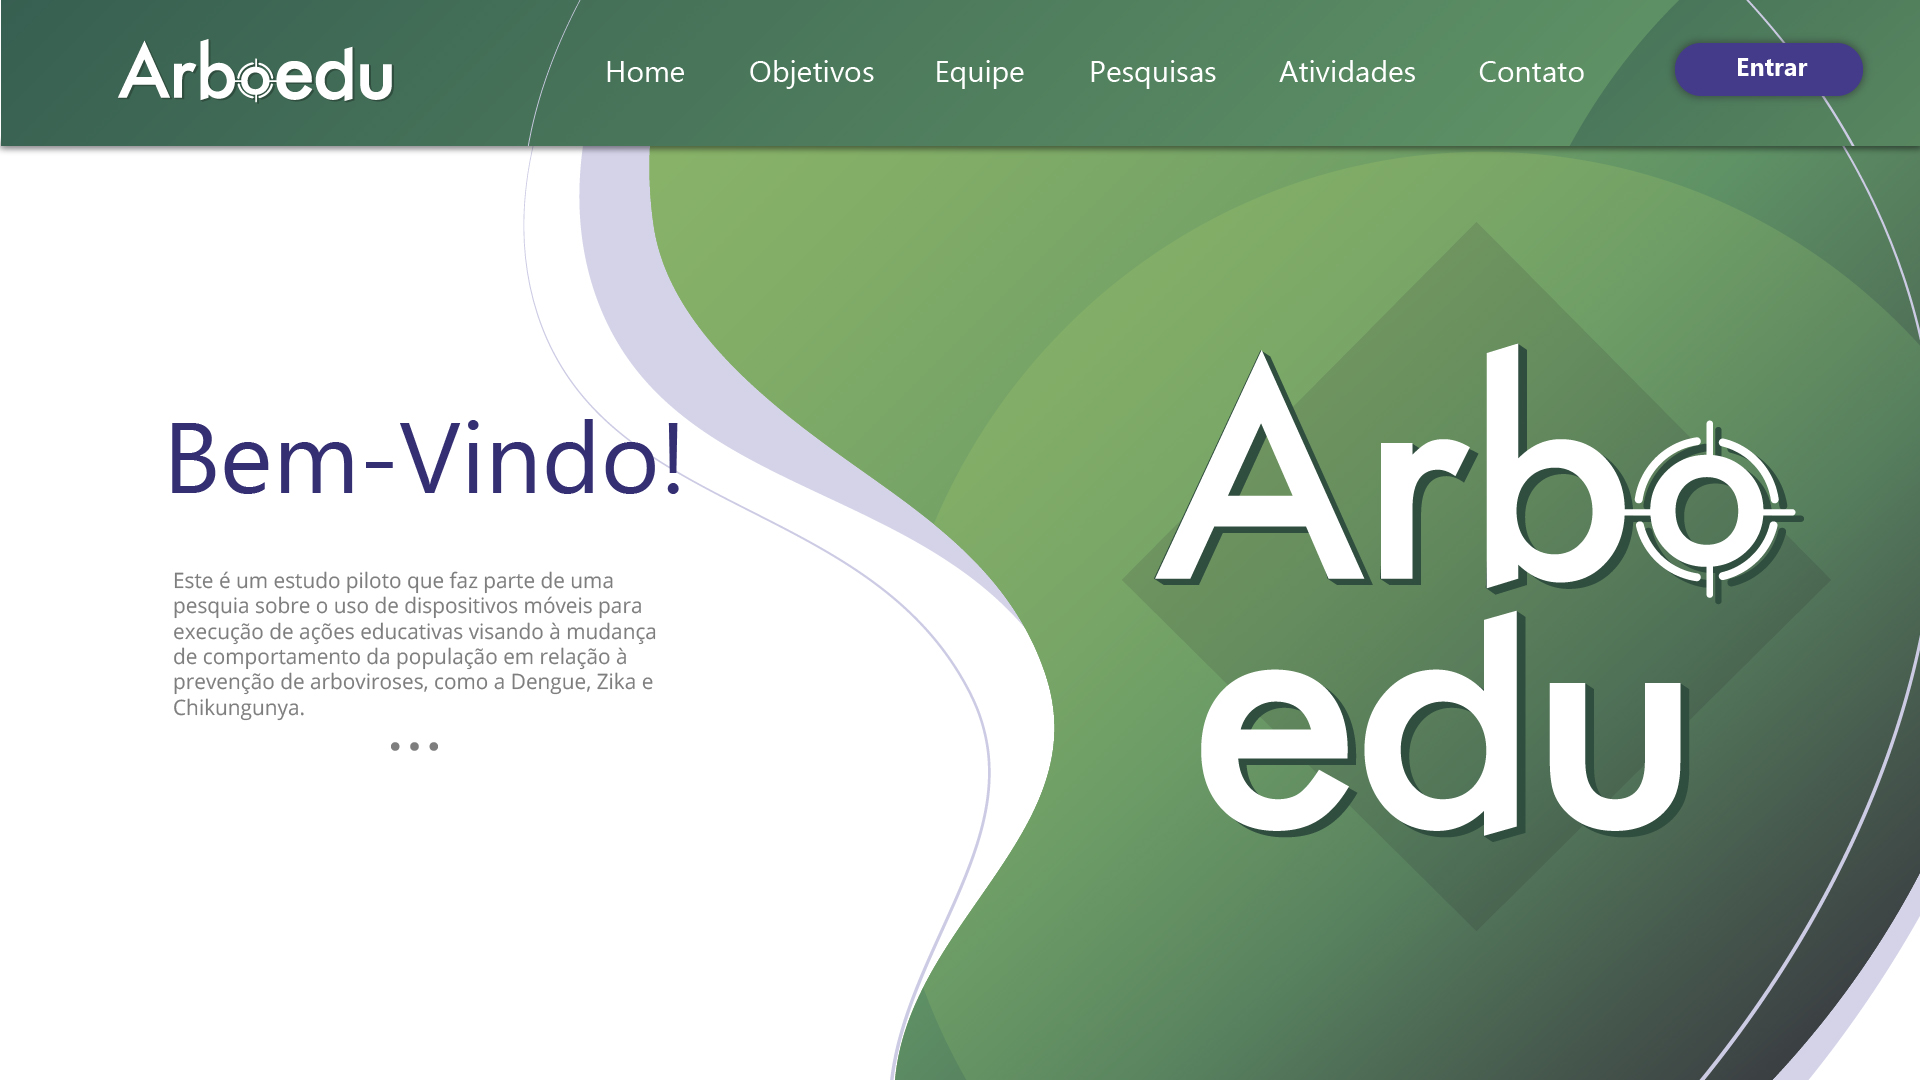 Arboedu
Home Objetivos Equipe Pesquisas Atividades Contato Entrar
Bem-Vindo!
Este é um estudo piloto que faz parte de uma
pesquia sobre o uso de dispositivos móveis para
execução de ações educativas visando à mudança
de comportamento da população em relação à
prevenção de arboviroses, como a Dengue, Zika e
Chikungunya.
Arbo
edu